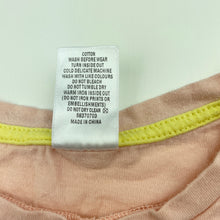 COTTON
WASH BEFORE WEAR
TURN INSIDE OUT
COLD DELICATE MACHINE
WASH WITH LIKE COLOURS
DO NOT BLEACH
DO NOT TUMBLE DRY
WARM IRON INSIDE OUT
(DO NOT IRON PRINTS OR
EMBELLISHMENTS)
DO NOT DRY CLEAN
MADE IN CHINA